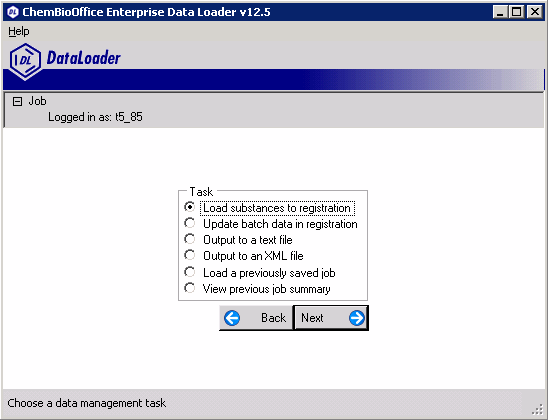 ChemBioOffice Enterprise Data Loader v12.5
Help
DL DataLoader
Job
Logged in as: t5_85
Task
Load substances to registration
Update batch data in registration
Output to a text file
Output to an XML file
Load a previously saved job
View previous job summary
Back Next
Choose a data management task